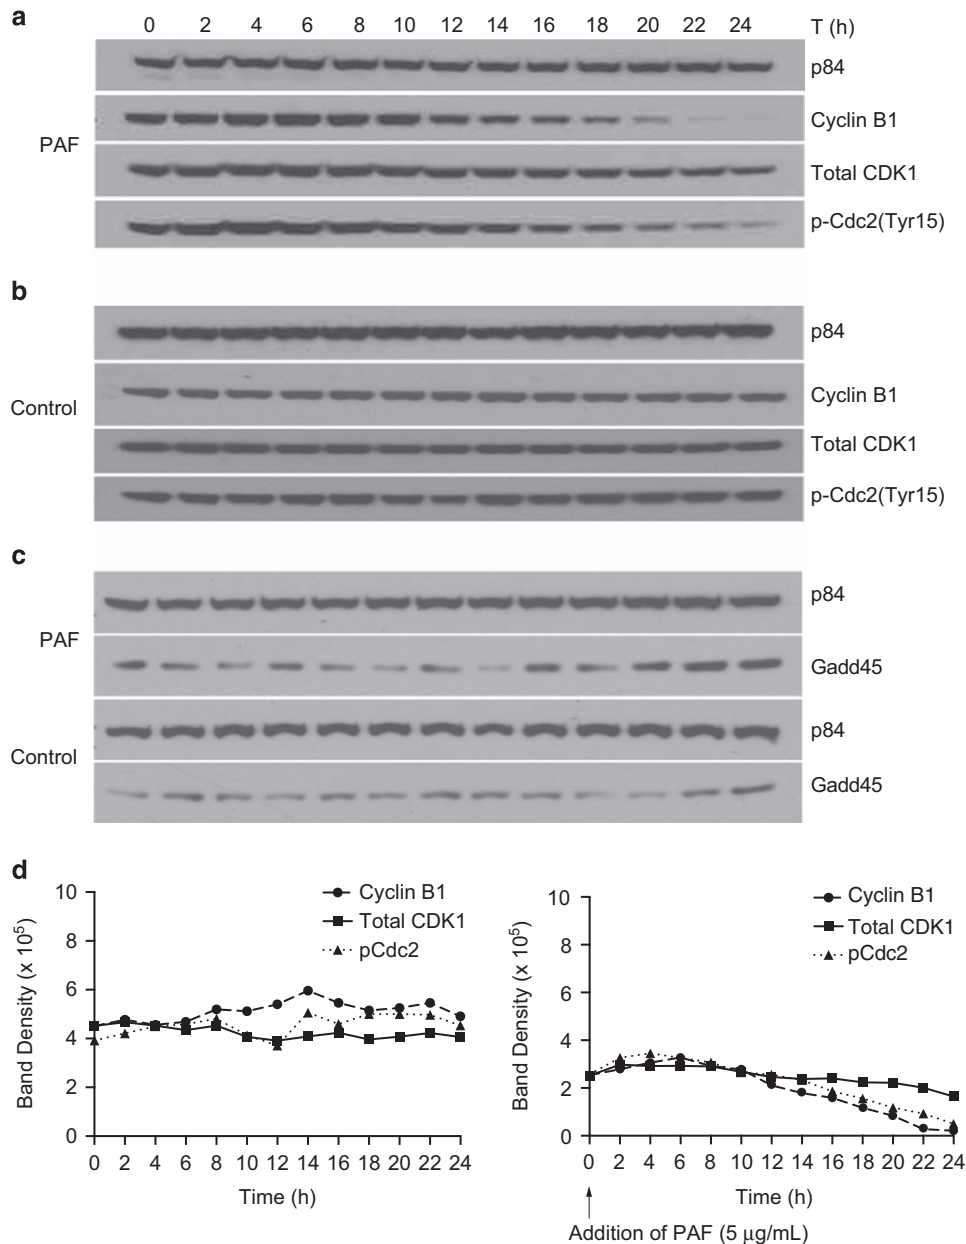 a
0 2 4 6 8 10 12 14 16 18 20 22 24 T (h)
p84
Cyclin B1
PAF
Total CDK1
p-Cdc2(Tyr15)
b
p84
Cyclin B1
Control
Total CDK1
p-Cdc2(Tyr15)
c
p84
PAF
Gadd45
p84
Control
Gadd45
d
10
8
6
4
2
0
Band Density (x 10⁵)
Cyclin B1
Total CDK1
pCdc2
0 2 4 6 8 10 12 14 16 18 20 22 24
Time (h)
10
8
6
4
2
0
Band Density (x 10⁵)
Cyclin B1
Total CDK1
pCdc2
0 2 4 6 8 10 12 14 16 18 20 22 24
Time (h)
Addition of PAF (5 μg/mL)